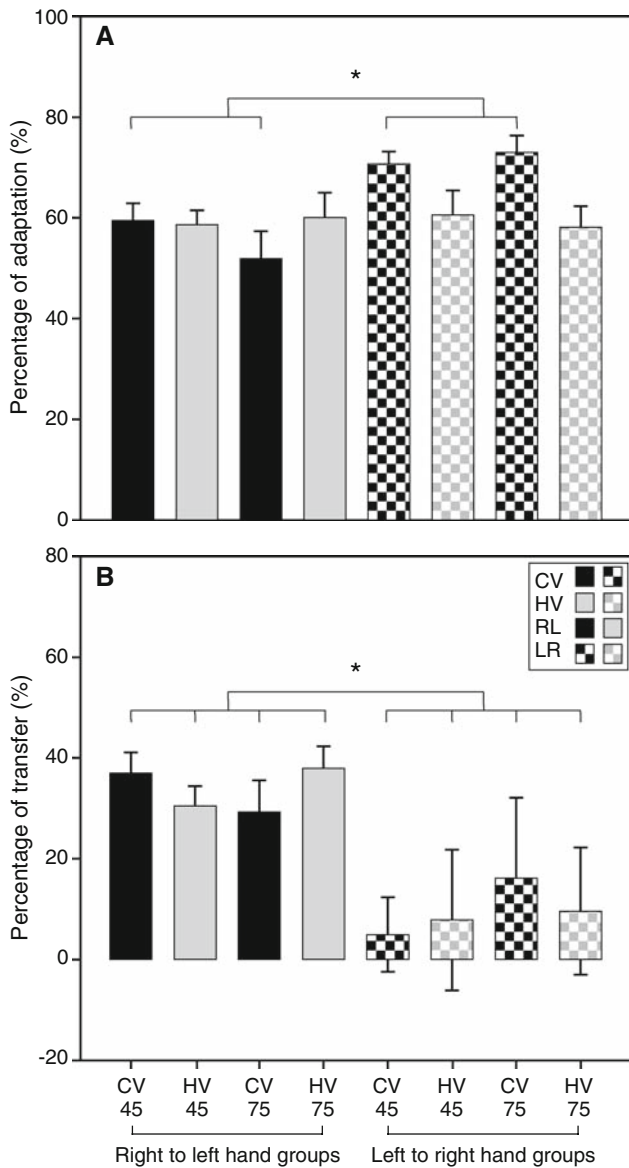 100
A
*
80
60
40
20
0
Percentage of adaptation (%)
80
B
CV
HV
RL
LR
60
*
40
20
0
-20
Percentage of transfer (%)
CV HV CV HV CV HV CV HV
45 45 75 75 45 45 75 75
Right to left hand groups Left to right hand groups